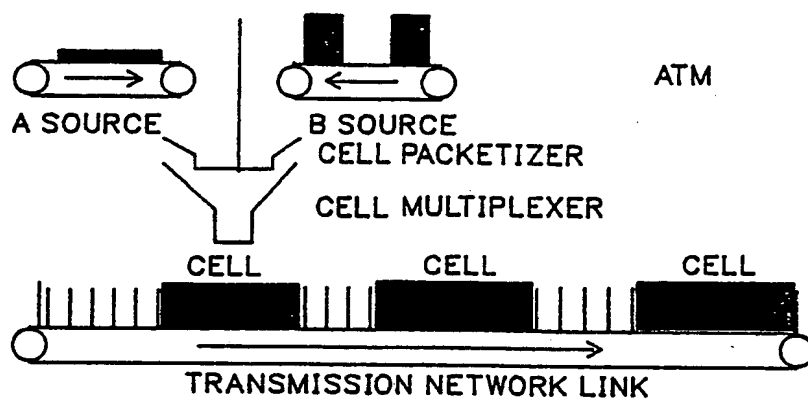 ATM
A SOURCE
B SOURCE
CELL PACKETIZER
CELL MULTIPLEXER
CELL
CELL
CELL
TRANSMISSION NETWORK LINK